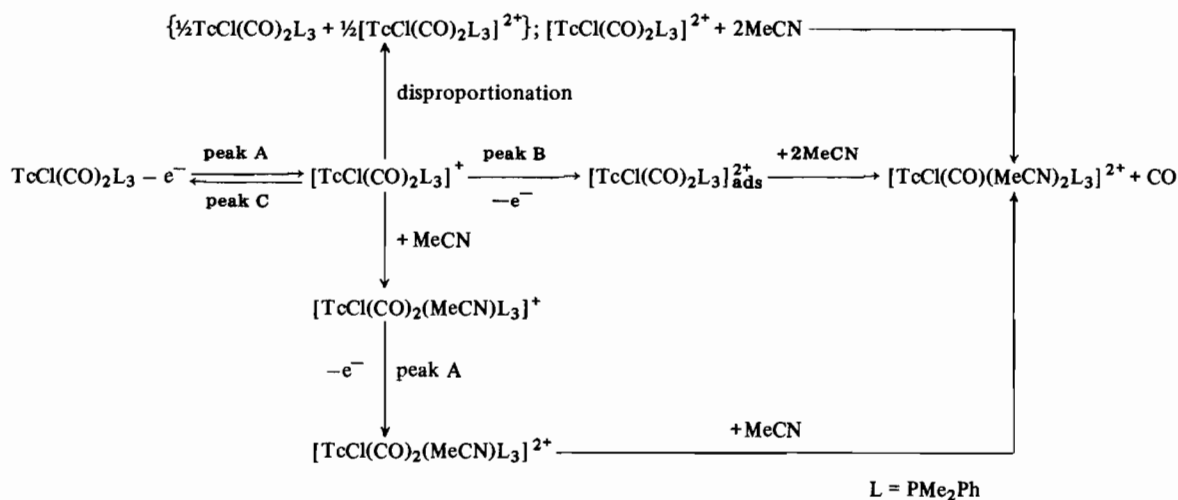 {½TcCl(CO)₂L₃ + ½[TcCl(CO)₂L₃]²⁺}; [TcCl(CO)₂L₃]²⁺ + 2MeCN
disproportionation
peak A
peak B
+2MeCN
TcCl(CO)₂L₃ − e⁻
[TcCl(CO)₂L₃]⁺
[TcCl(CO)₂L₃]²⁺ads
[TcCl(CO)(MeCN)₂L₃]²⁺ + CO
peak C
−e⁻
+ MeCN
[TcCl(CO)₂(MeCN)L₃]⁺
−e⁻ peak A
+MeCN
[TcCl(CO)₂(MeCN)L₃]²⁺
L = PMe₂Ph